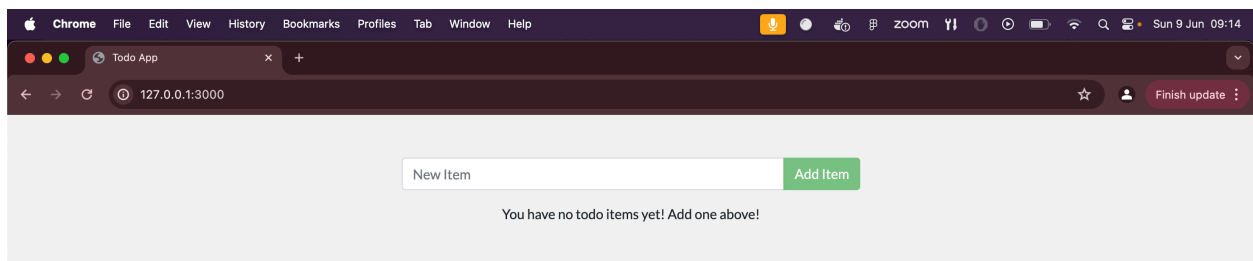 Chrome File Edit View History Bookmarks Profiles Tab Window Help zoom Sun 9 Jun 09:14
Todo App
127.0.0.1:3000 Finish update
New Item Add Item
You have no todo items yet! Add one above!